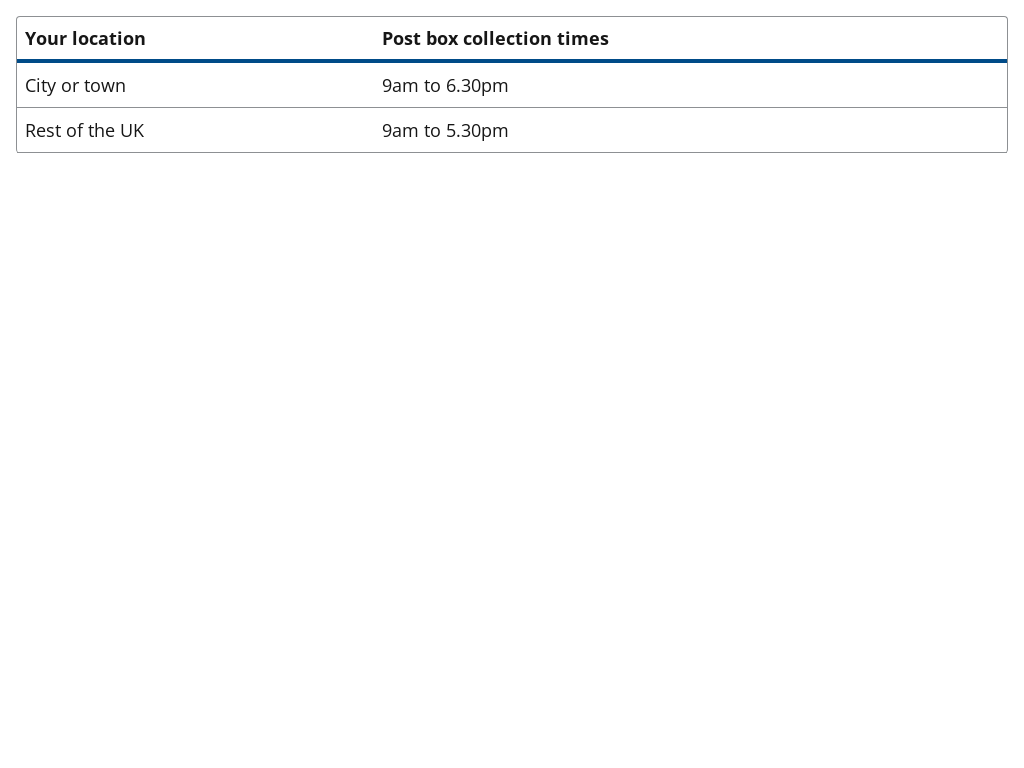 Your location Post box collection times
City or town 9am to 6.30pm
Rest of the UK 9am to 5.30pm